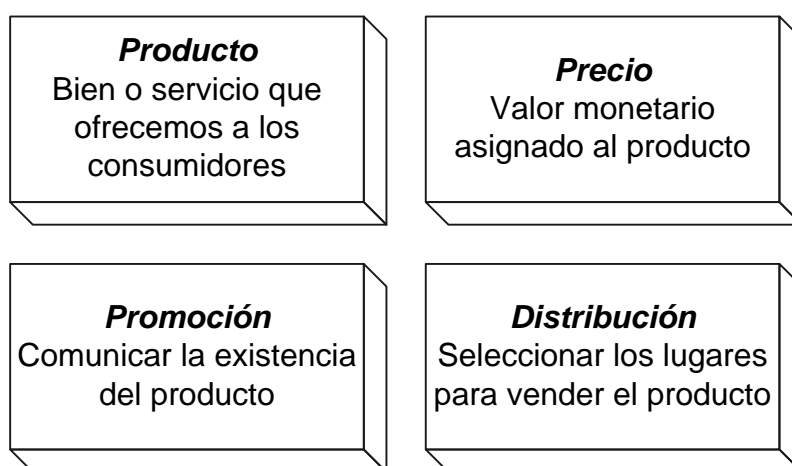 Producto
Bien o servicio que
ofrecemos a los
consumidores
Precio
Valor monetario
asignado al producto
Promoción
Comunicar la existencia
del producto
Distribución
Seleccionar los lugares
para vender el producto